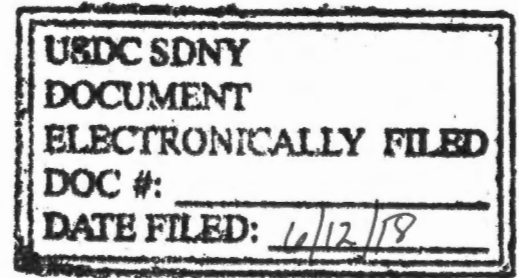 USDC SDNY
DOCUMENT
ELECTRONICALLY FILED
DOC #:
DATE FILED: 6/12/18